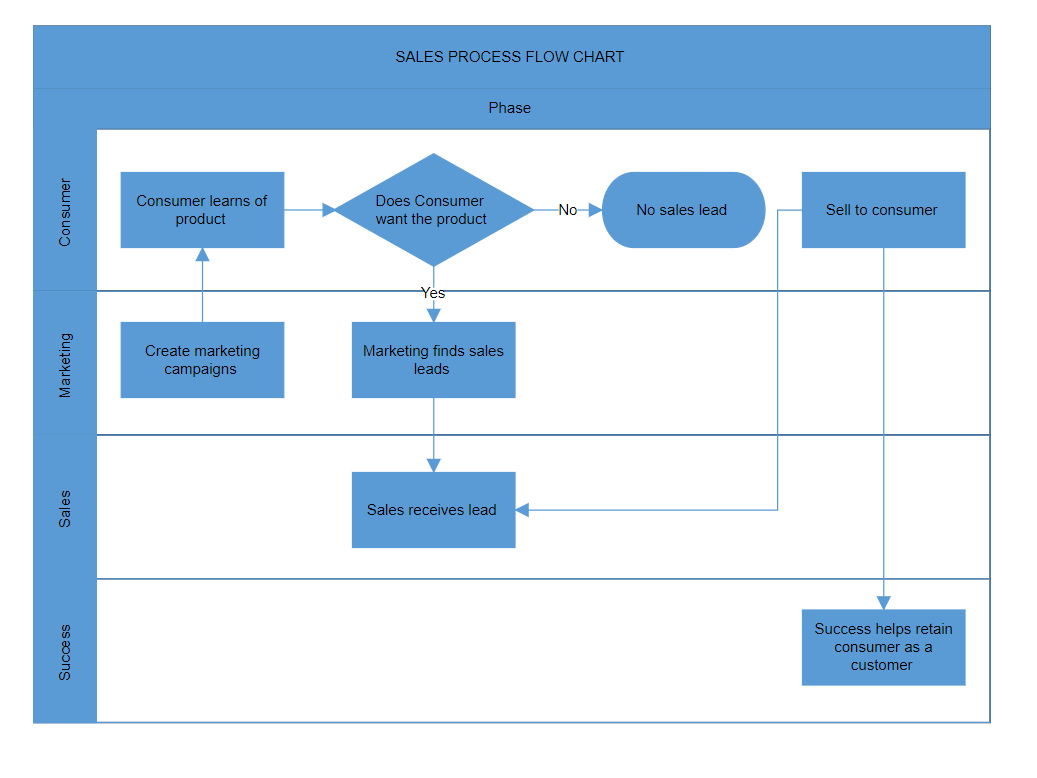 SALES PROCESS FLOW CHART
Phase
Consumer
Consumer learns of
product
Does Consumer
want the product
No
No sales lead
Sell to consumer
Yes
Marketing
Create marketing
campaigns
Marketing finds sales
leads
Sales
Sales receives lead
Success
Success helps retain
consumer as a
customer